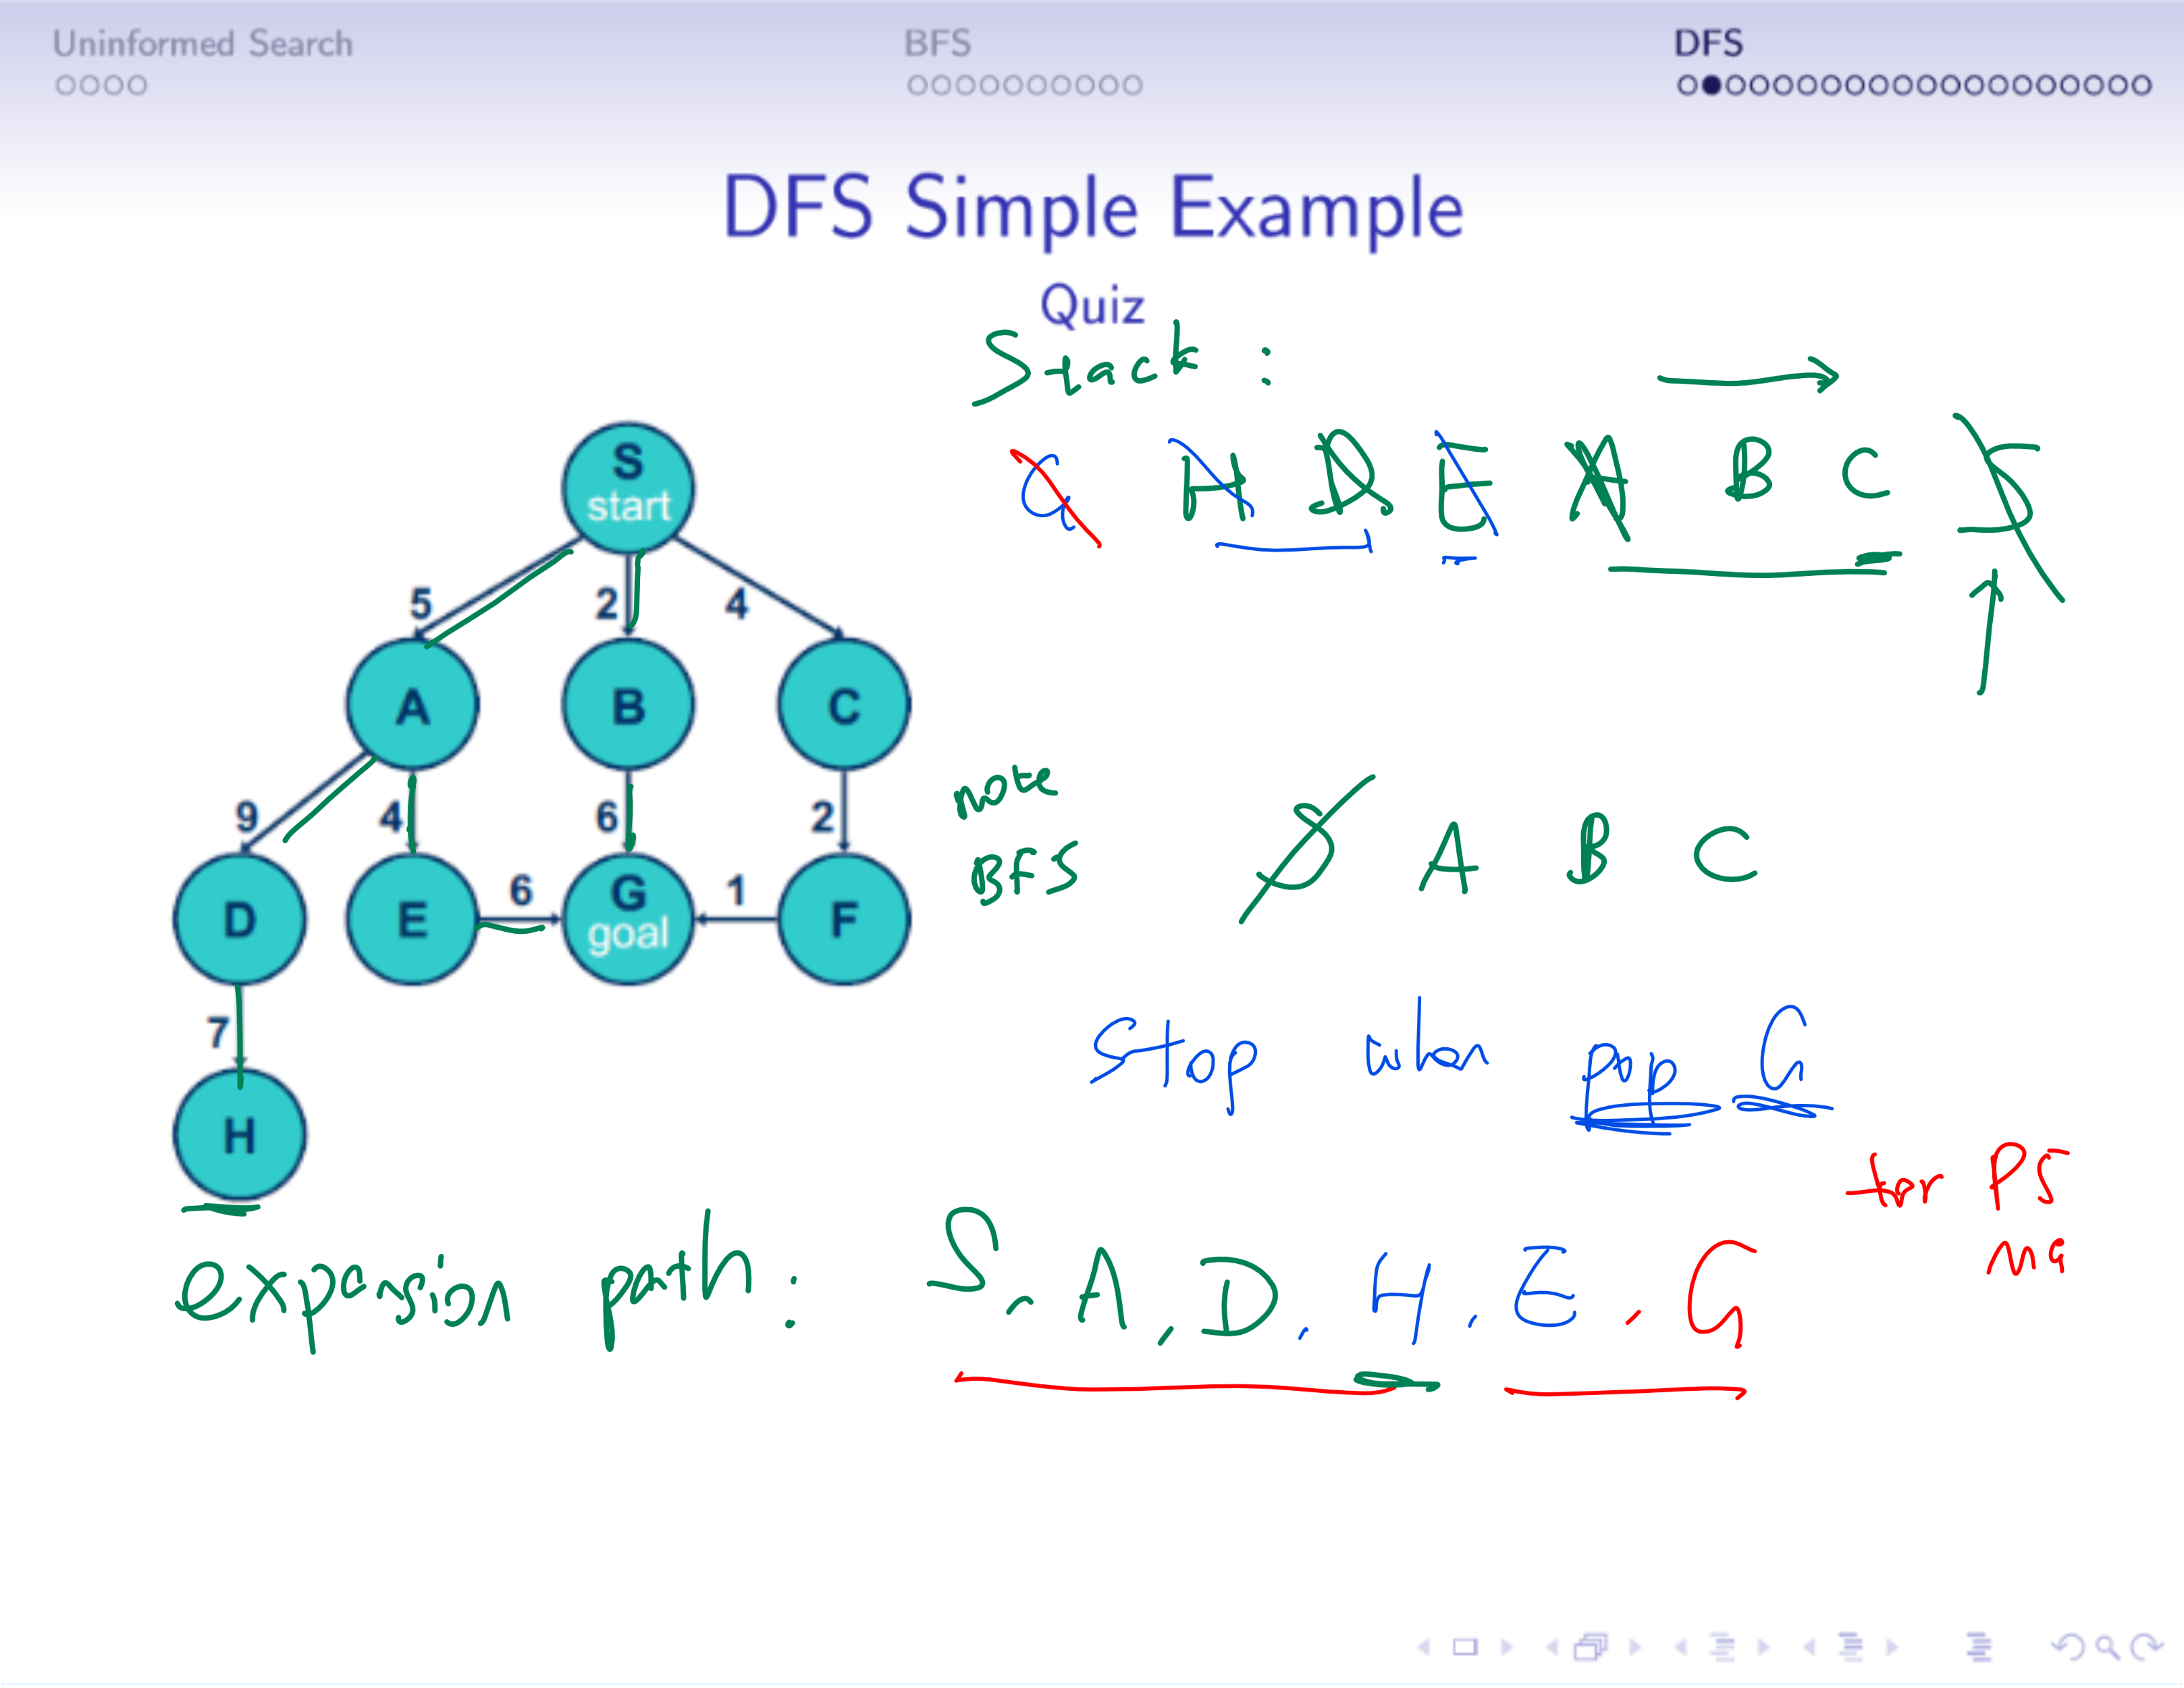 Uninformed Search BFS DFS
DFS Simple Example
Quiz
Stack :
G H D E A B C S
S
start
5 2 4
A B C
9 4 6 2
note
BFS S A B C
D E 6 G 1 F
goal
7
Stop when pop G
H
for PS
M9
expansion path: S, A, D, H, E, G